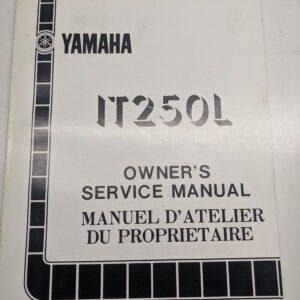 YAMAHA
IT250L
OWNER'S
SERVICE MANUAL
MANUEL D'ATELIER
DU PROPRIETAIRE